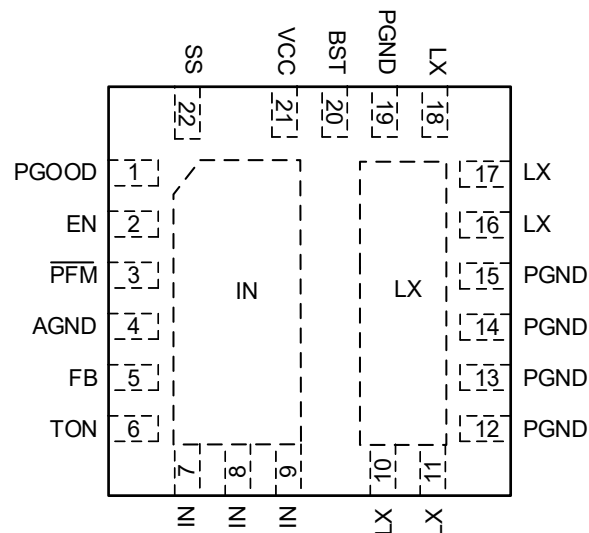 SS
VCC
BST
PGND
LX
22
21
20
19
18
PGOOD 1
EN 2
PFM 3
AGND 4
FB 5
TON 6
IN
LX
17 LX
16 LX
15 PGND
14 PGND
13 PGND
12 PGND
7
8
9
10
11
IN
IN
IN
LX
LX